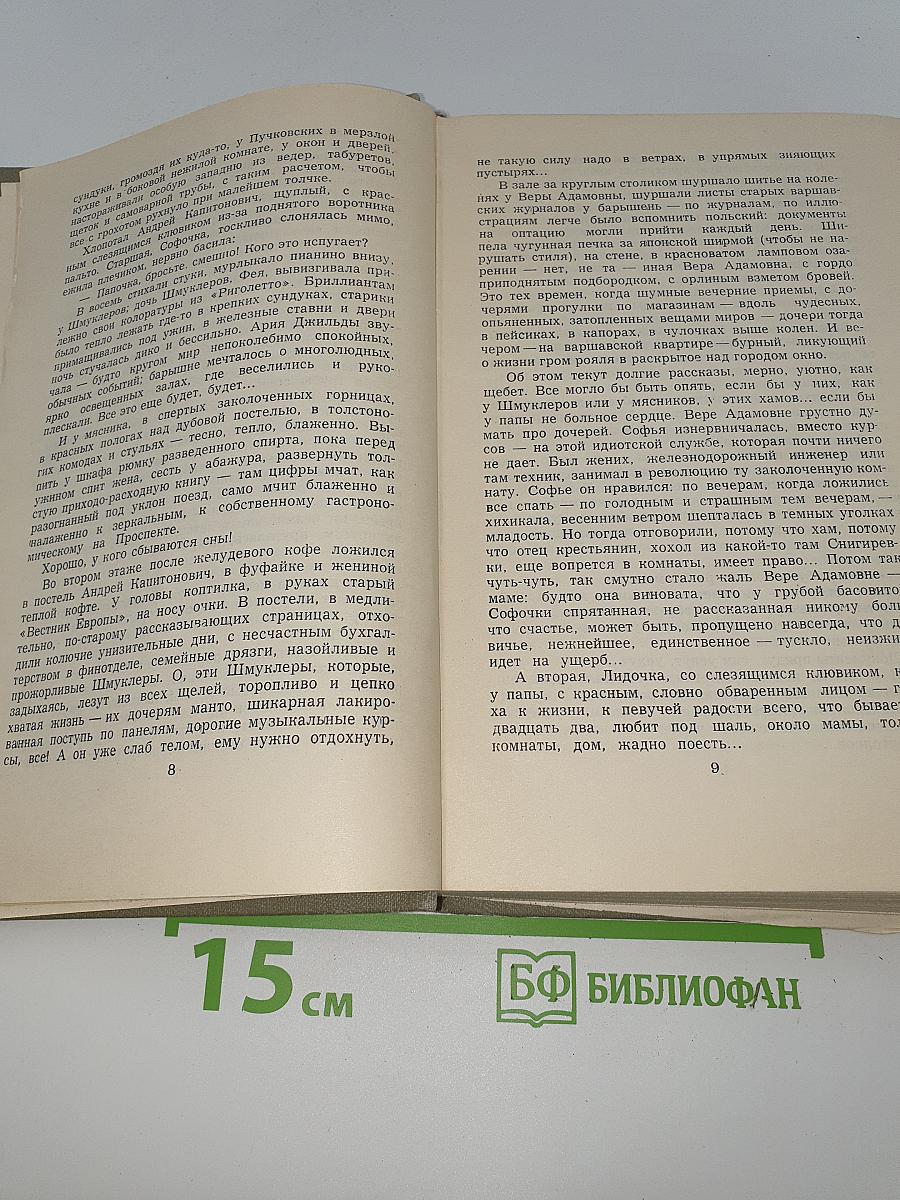 сундуки, громоздя их куда-то, у Пучковских в мерзлой
кухне и в боковой нежилой комнате, у окон и дверей,
настораживали особую западню из ведер, табуретов,
щеток и самоварной трубы, с таким расчетом, чтобы
все с грохотом рухнуло при малейшем толчке.
Хлопотал Андрей Капитонович, щуплый, с крас-
ным слезящимся клювиком из-за поднятого воротника
пальто. Старшая, Софочка, тоскливо слонялась мимо,
ежила плечиком, нервно басила:
— Папочка, бросьте, смешно! Кого это испугает?
В восемь стихали стуки, мурлыкало пианино внизу,
у Шмуклеров; дочь Шмуклеров, Фея, вывизгивала при-
лежно свои колоратуры из «Риголетто». Бриллиантам
было тепло лежать где-то в крепких сундуках, старики
примащивались под ужин, в железные ставни и двери
ночь стучалась дико и бессильно. Ария Джильды зву-
чала — будто кругом мир непоколебимо спокойных,
обычных событий; барышне мечталось о многолюдных,
ярко освещенных залах, где веселились и руко-
плескали. Все это еще будет, будет...
И у мясника, в спертых заколоченных горницах,
в красных пологах над дубовой постелью, в толстоно-
гих комодах и стульях — тесно, тепло, блаженно. Вы-
пить у шкафа рюмку разведенного спирта, пока перед
ужином спит жена, сесть у абажура, развернуть тол-
стую приходо-расходную книгу — там цифры мчат, как
разогнанный под уклон поезд, само мчит блаженно и
налаженно к зеркальным, к собственному гастроно-
мическому на Проспекте.
Хорошо, у кого сбываются сны!
Во втором этаже после желудевого кофе ложился
в постель Андрей Капитонович, в фуфайке и жениной
теплой кофте. У головы коптилка, в руках старый
«Вестник Европы», на носу очки. В постели, в медли-
тельно, по-старому рассказывающих страницах, отхо-
дили колючие унизительные дни, с несчастным бухгал-
терством в финотделе, семейные дрязги, назойливые и
прожорливые Шмуклеры. О, эти Шмуклеры, которые,
задыхаясь, лезут из всех щелей, торопливо и цепко
хватая жизнь — их дочерям манто, шикарная лакиро-
ванная поступь по панелям, дорогие музыкальные кур-
сы, все! А он уже слаб телом, ему нужно отдохнуть,
8
не такую силу надо в ветрах, в упрямых зияющих
пустырях...
В зале за круглым столиком шуршало шитье на коле-
нях у Веры Адамовны, шуршали листы старых варшав-
ских журналов у барышень — по журналам, по иллю-
страциям легче было вспомнить польский: документы
на оптацию могли прийти каждый день. Ши-
пела чугунная печка за японской ширмой (чтобы не на-
рушать стиля), на стене, в красноватом ламповом оза-
рении — нет, не та — иная Вера Адамовна, с гордо
приподнятым подбородком, с орлиным взметом бровей.
Это тех времен, когда шумные вечерние приемы, с до-
черями прогулки по магазинам — вдоль чудесных,
опьяненных, затопленных вещами миров — дочери тогда
в пейсиках, в капорах, в чулочках выше колен. И ве-
чером — на варшавской квартире — бурный, ликующий
о жизни гром рояля в раскрытое над городом окно.
Об этом текут долгие рассказы, мерно, уютно, как
щебет. Все могло бы быть опять, если бы у них, как
у Шмуклеров или у мясников, у этих хамов... если бы
у папы не больное сердце. Вере Адамовне грустно ду-
мать про дочерей. Софья изнервничалась, вместо кур-
сов — на этой идиотской службе, которая почти ничего
не дает. Был жених, железнодорожный инженер или
там техник, занимал в революцию ту заколоченную ком-
нату. Софье он нравился: по вечерам, когда ложились
все спать — по голодным и страшным тем вечерам, —
хихикала, весенним ветром шепталась в темных уголках
младость. Но тогда отговорили, потому что хам, потому
что отец крестьянин, хохол из какой-то там Снигирев-
ки, еще вопрется в комнаты, имеет право... Потом так
чуть-чуть, так смутно стало жаль Вере Адамовне —
маме: будто она виновата, что у грубой басовито
Софочки спрятанная, не рассказанная никому боль
что счастье, может быть, пропущено навсегда, что д
вичье, нежнейшее, единственное — тускло, неизжи
идет на ущерб...
А вторая, Лидочка, со слезящимся клювиком, к
у папы, с красным, словно обваренным лицом — г
ха к жизни, к певучей радости всего, что бывает
двадцать два, любит под шаль, около мамы, тол
комнаты, дом, жадно поесть...
9
15 см
БФ БИБЛИОФАН